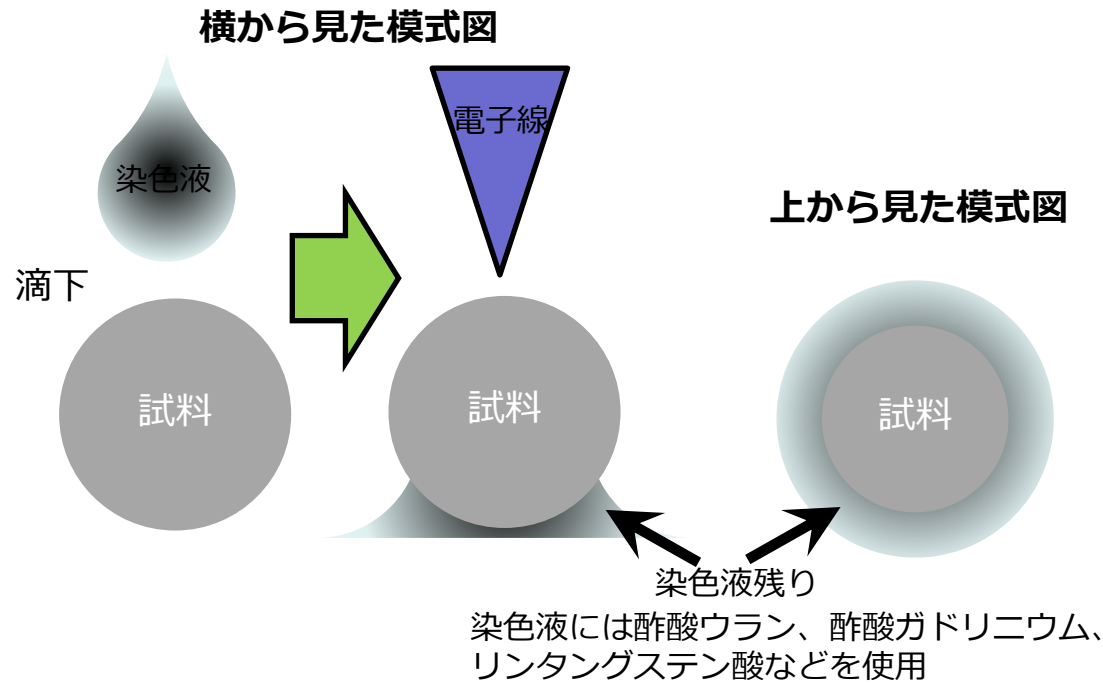 横から見た模式図
電子線
染色液
上から見た模式図
滴下
試料
試料
試料
染色液残り
染色液には酢酸ウラン、酢酸ガドリニウム、
リンタングステン酸などを使用